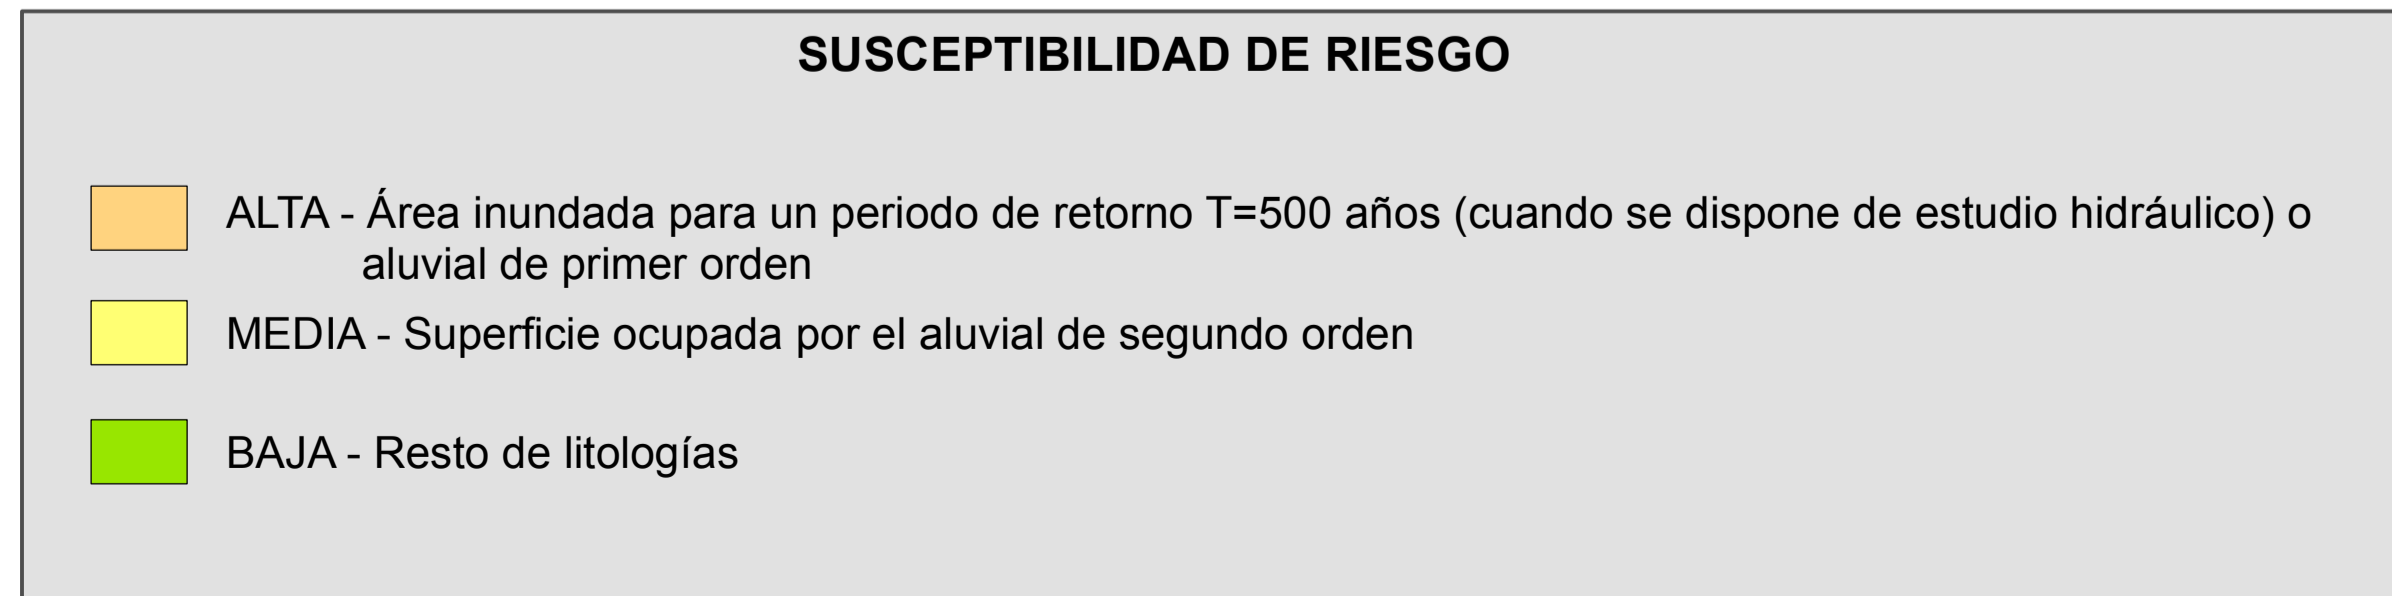 SUSCEPTIBILIDAD DE RIESGO
ALTA - Área inundada para un periodo de retorno T=500 años (cuando se dispone de estudio hidráulico) o
aluvial de primer orden
MEDIA - Superficie ocupada por el aluvial de segundo orden
BAJA - Resto de litologías